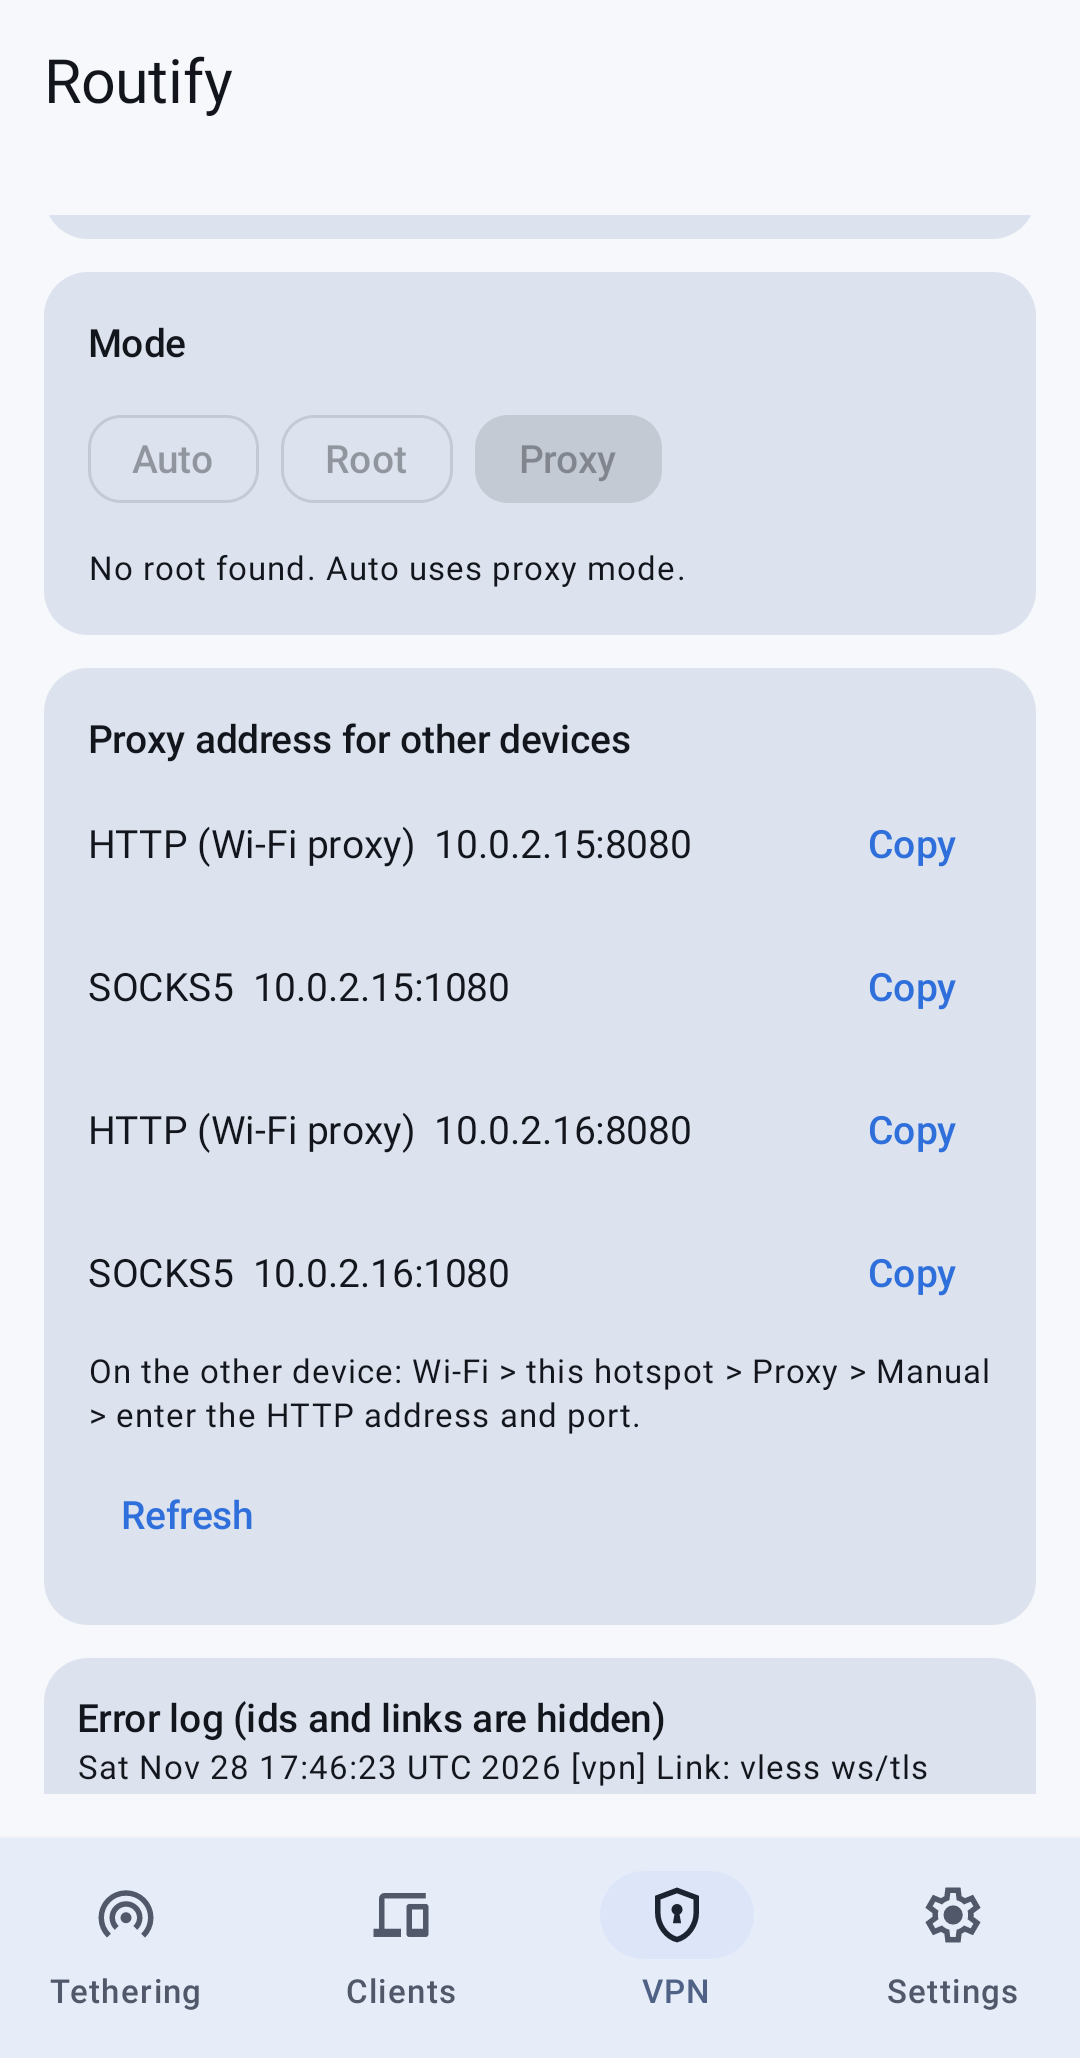 Routify
Mode
Auto
Root
Proxy
No root found. Auto uses proxy mode.
Proxy address for other devices
HTTP (Wi-Fi proxy) 10.0.2.15:8080
Copy
SOCKS5 10.0.2.15:1080
Copy
HTTP (Wi-Fi proxy) 10.0.2.16:8080
Copy
SOCKS5 10.0.2.16:1080
Copy
On the other device: Wi-Fi > this hotspot > Proxy > Manual
> enter the HTTP address and port.
Refresh
Error log (ids and links are hidden)
Sat Nov 28 17:46:23 UTC 2026 [vpn] Link: vless ws/tls
Tethering
Clients
VPN
Settings